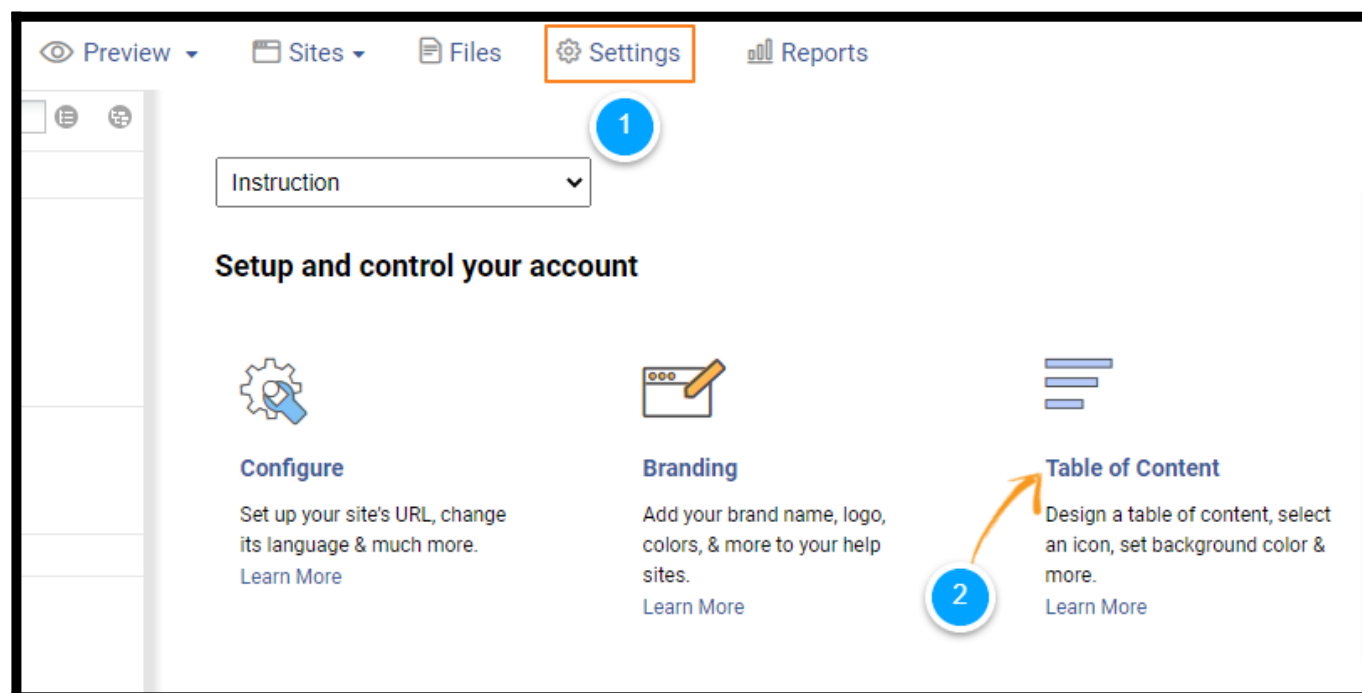 Preview
Sites
Files
Settings
Reports
1
Instruction
Setup and control your account
Configure
Set up your site's URL, change
its language & much more.
Learn More
Branding
Add your brand name, logo,
colors, & more to your help
sites.
Learn More
2
Table of Content
Design a table of content, select
an icon, set background color &
more.
Learn More